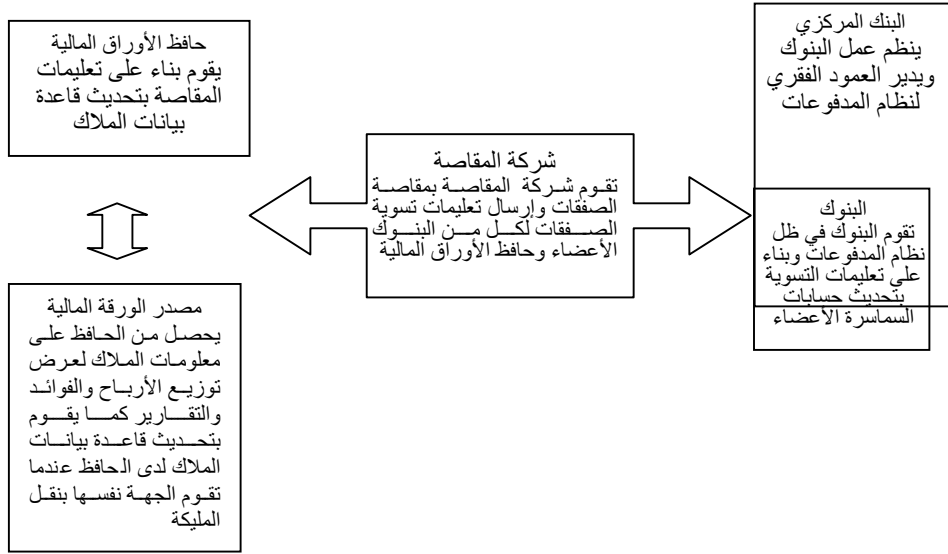 حافظ الأوراق المالية
يقوم بناء على تعليمات
المقاصة بتحديث قاعدة
بيانات الملاك
البنك المركزي
ينظم عمل البنوك
ويدير العمود الفقري
لنظام المدفوعات
شركة المقاصة
تقوم شركة المقاصة بمقاصة
الصفقات وإرسال تعليمات تسوية
الصفقات لكل من البنوك
الأعضاء وحافظ الأوراق المالية
البنوك
تقوم البنوك في ظل
نظام المدفوعات وبناء
على تعليمات التسوية
بتحديث حسابات
السماسرة الأعضاء
مصدر الورقة المالية
يحصل من الحافظ على
معلومات الملاك لغرض
توزيع الأرباح والفوائد
والتقارير كما يقوم
بتحديث قاعدة بيانات
الملاك لدى الحافظ عندما
تقوم الجهة نفسها بنقل
المليكة